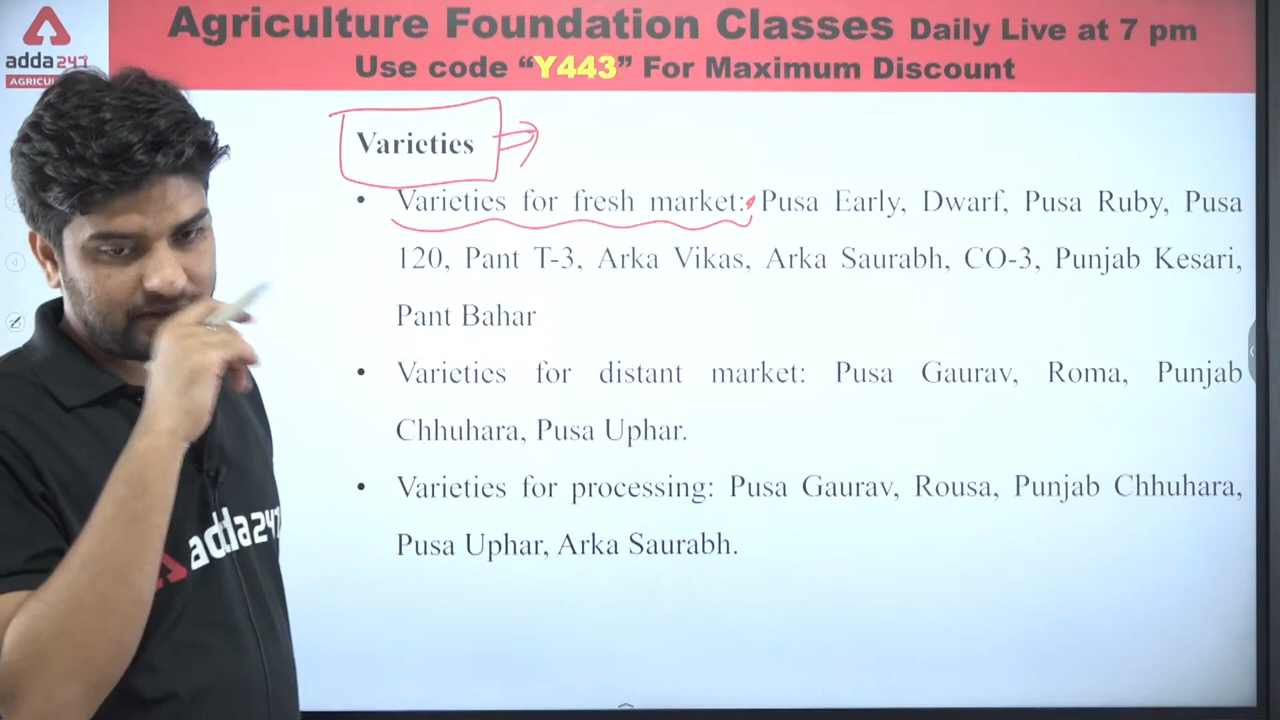 Agriculture Foundation Classes Daily Live at 7 pm
Use code “Y443” For Maximum Discount
adda247
AGRICUL
Varieties
• Varieties for fresh market: Pusa Early, Dwarf, Pusa Ruby, Pusa
120, Pant T-3, Arka Vikas, Arka Saurabh, CO-3, Punjab Kesari,
Pant Bahar
• Varieties for distant market: Pusa Gaurav, Roma, Punjab
Chhuhara, Pusa Uphar.
• Varieties for processing: Pusa Gaurav, Rousa, Punjab Chhuhara,
Pusa Uphar, Arka Saurabh.
adda247